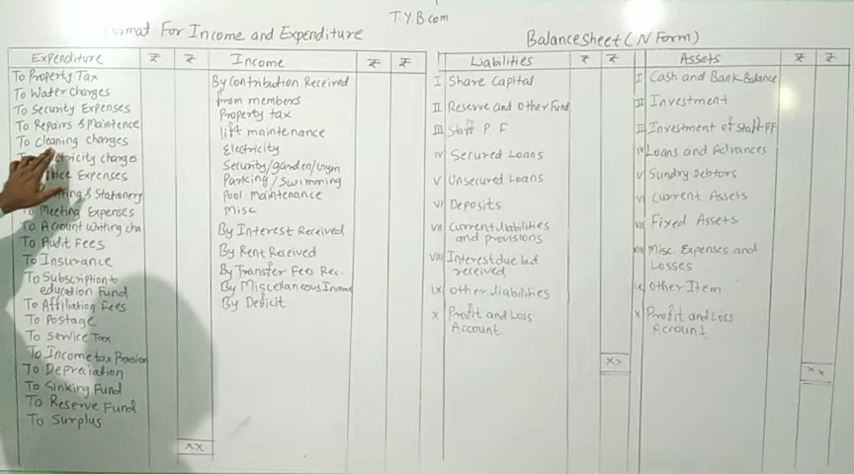 TYBcom
For Income and Expenditure
Balancesheet (N Form)
Expenditure ₹ ₹ Income ₹ ₹
To Property Tax
To Water charges
To Security Expenses
To Repairs & Maintence
To cleaning changes
charges
Expenses
& Stationery
To Meeting Expenses
To Account Writing cha
To Audit Fees
To Insurance
To Subscription to
education Fund
To Affiliation Fees
To Postage
To Service Tax
To Income tax Provision
To Depreciation
To Sinking Fund
To Reserve Fund
To Surplus
xx
By Contribution Received
from members
Property tax
lift maintenance
Electricity
Security/garden/Gym
Parking/Swimming
Pool maintenance
Misc
By Interest Received
By Rent Received
By Transfer Fees Rec.
By Miscelaneous Income
By Deficit
Liabilities ₹ ₹ Assets ₹ ₹
I Share Capital
II Reserve and Other Fund
III Staff P F
IV Secured Loans
V Unsecured Loans
VI Deposits
VII Current liabilities
and provisions
VIII Interest due but
received
IX Other liabilities
X Profit and Loss
Account
xx
I Cash and Bank Balance
II Investment
III Investment of Staff PF
IV Loans and Advances
V Sundry Debtors
VI Current Assets
VII Fixed Assets
VIII Misc. Expenses and
Losses
IX Other Item
X Profit and Loss
Account
xx